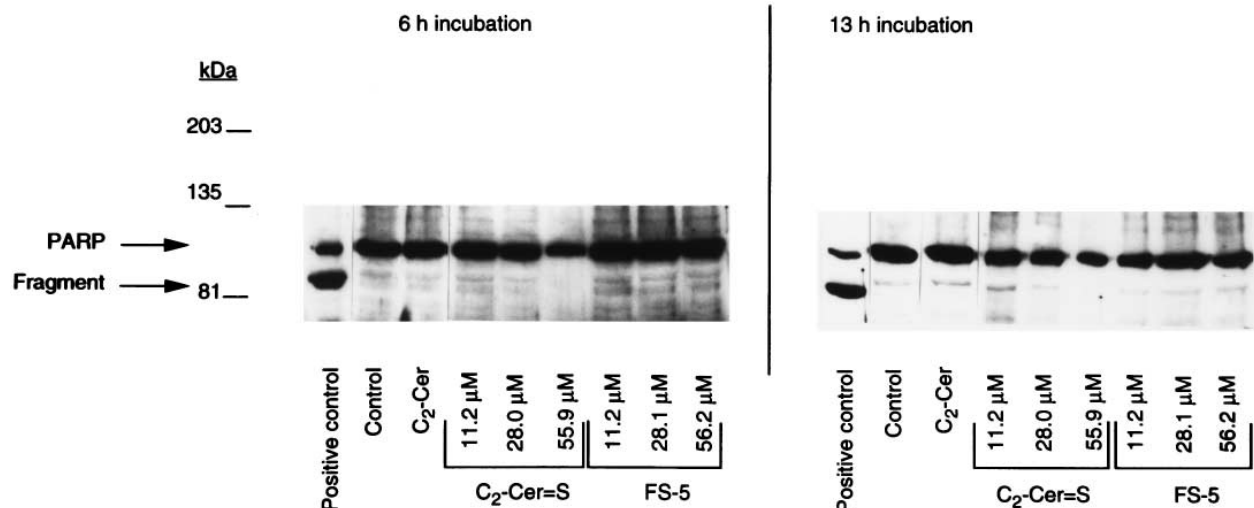 6 h incubation
13 h incubation
kDa
203
135
PARP
Fragment
81
Positive control
Control
C₂-Cer
11.2 µM
28.0 µM
55.9 µM
11.2 µM
28.1 µM
56.2 µM
C₂-Cer=S
FS-5
Positive control
Control
C₂-Cer
11.2 µM
28.0 µM
55.9 µM
11.2 µM
28.1 µM
56.2 µM
C₂-Cer=S
FS-5